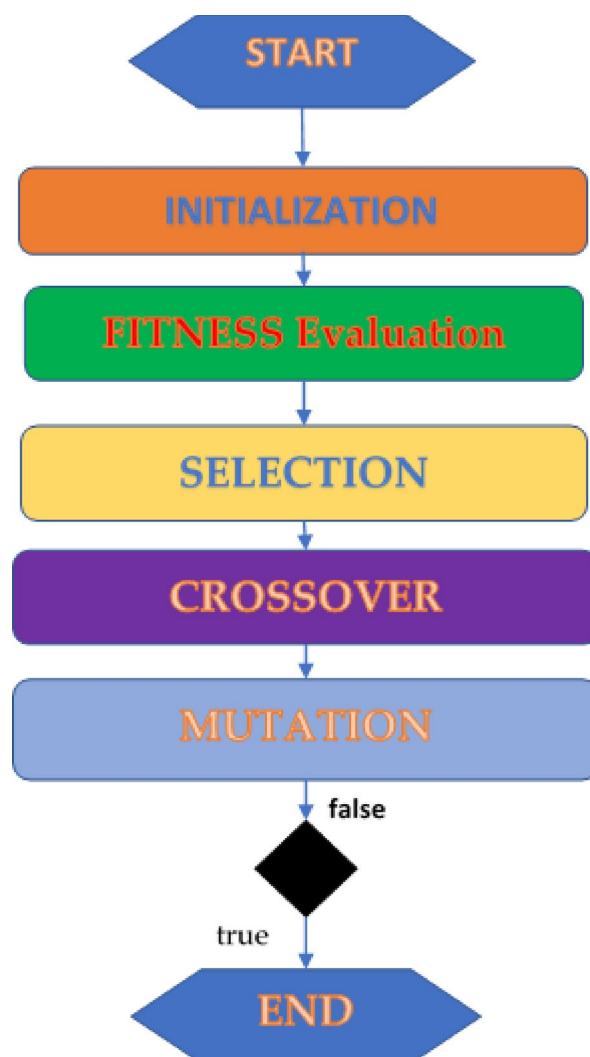 START
INITIALIZATION
FITNESS Evaluation
SELECTION
CROSSOVER
MUTATION
false
true
END